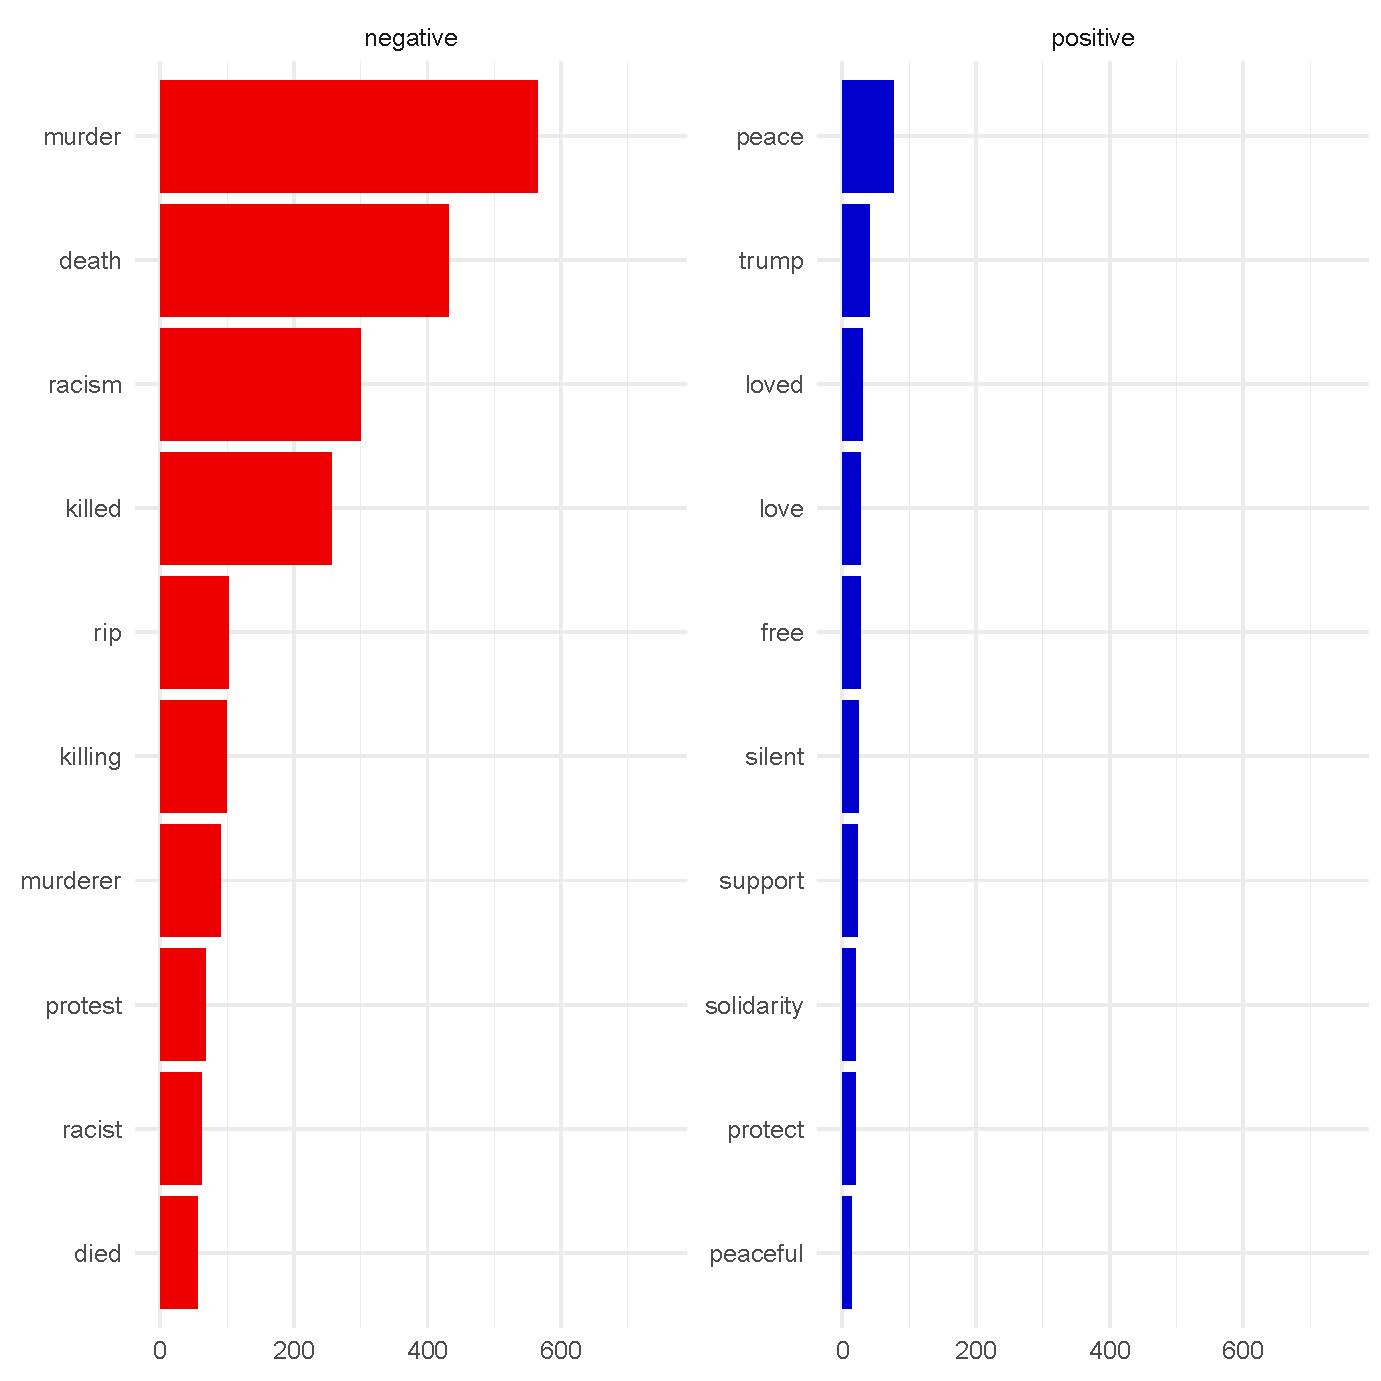 negative
murder
death
racism
killed
rip
killing
murderer
protest
racist
died
0 200 400 600
positive
peace
trump
loved
love
free
silent
support
solidarity
protect
peaceful
0 200 400 600